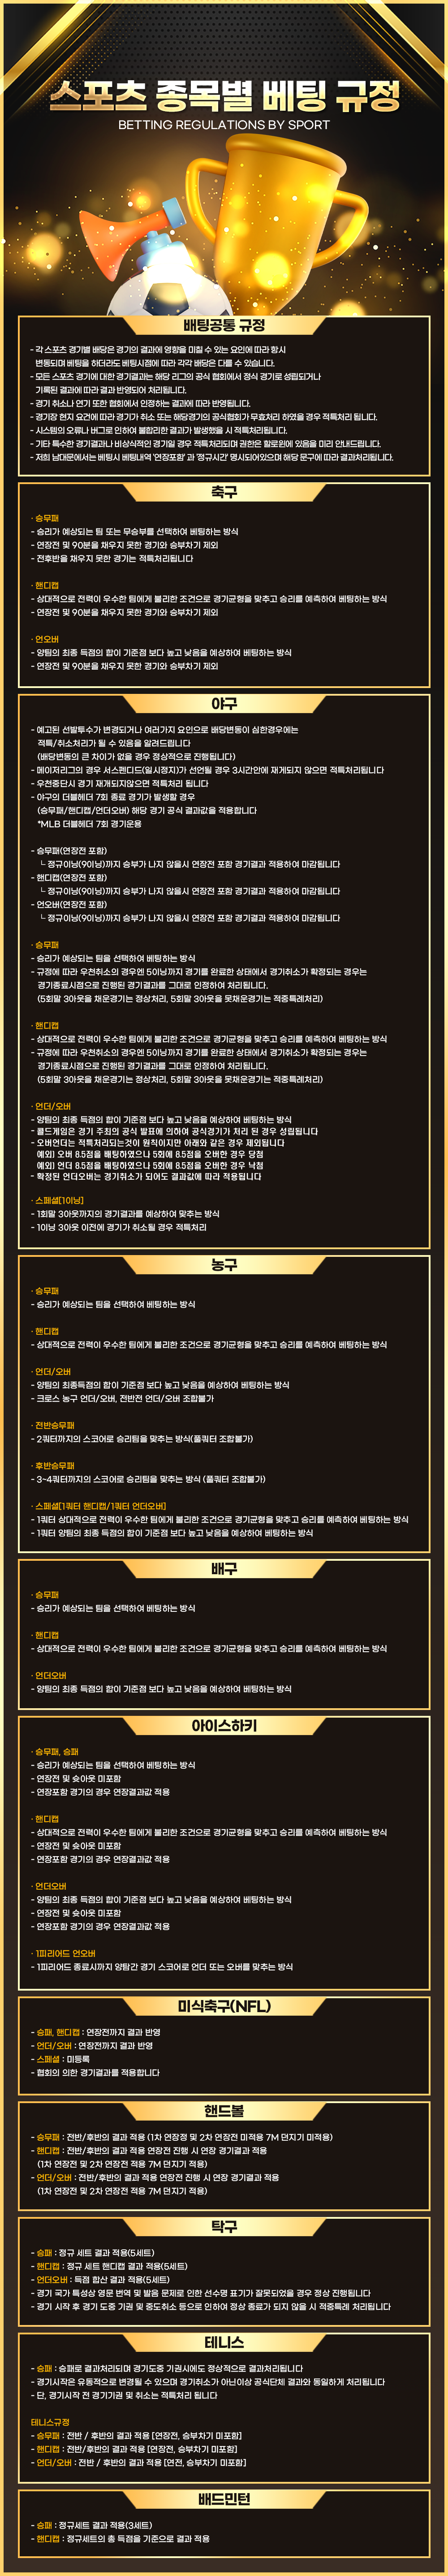 스포츠 종목별 베팅 규정
BETTING REGULATIONS BY SPORT
배팅공통 규정
- 각 스포츠 경기별 배당은 경기의 결과에 영향을 미칠 수 있는 요인에 따라 항시
변동되며 베팅을 하더라도 베팅시점에 따라 각각 배당은 다를 수 있습니다.
- 모든 스포츠 경기에 대한 경기결과는 해당 리그의 공식 협회에서 정식 경기로 성립되거나
기록된 결과에 따라 결과 반영되어 처리됩니다.
- 경기 취소나 연기 또한 협회에서 인정하는 결과에 따라 반영됩니다.
- 경기장 현지 요건에 따라 경기가 취소 또는 해당경기의 공식협회가 무효처리 하였을 경우 적특처리 됩니다.
- 시스템의 오류나 버그로 인하여 불합리한 결과가 발생했을 시 적특처리됩니다.
- 기타 특수한 경기결과나 비상식적인 경기일 경우 적특처리되며 권한은 할로윈에 있음을 미리 안내드립니다.
- 저희 남대문에서는 베팅시 베팅내역 '연장포함' 과 '정규시간' 명시되어있으며 해당 문구에 따라 결과처리됩니다.
축구
· 승무패
- 승리가 예상되는 팀 또는 무승부를 선택하여 베팅하는 방식
- 연장전 및 90분을 채우지 못한 경기와 승부차기 제외
- 전후반을 채우지 못한 경기는 적특처리됩니다
· 핸디캡
- 상대적으로 전력이 우수한 팀에게 불리한 조건으로 경기균형을 맞추고 승리를 예측하여 베팅하는 방식
- 연장전 및 90분을 채우지 못한 경기와 승부차기 제외
· 언오버
- 양팀의 최종 득점의 합이 기준점 보다 높고 낮음을 예상하여 베팅하는 방식
- 연장전 및 90분을 채우지 못한 경기와 승부차기 제외
야구
- 예고된 선발투수가 변경되거나 여러가지 요인으로 배당변동이 심한경우에는
적특/취소처리가 될 수 있음을 알려드립니다
(배당변동의 큰 차이가 없을 경우 정상적으로 진행됩니다)
- 메이저리그의 경우 서스펜디드(일시정지)가 선언될 경우 3시간안에 재게되지 않으면 적특처리됩니다
- 우천중단시 경기 재개되지않으면 적특처리 됩니다
- 야구의 더블헤더 7회 종료 경기가 발생할 경우
(승무패/핸디캡/언더오버) 해당 경기 공식 결과값을 적용합니다
*MLB 더블헤더 7회 경기운용
- 승무패(연장전 포함)
└ 정규이닝(9이닝)까지 승부가 나지 않을시 연장전 포함 경기결과 적용하여 마감됩니다
- 핸디캡(연장전 포함)
└ 정규이닝(9이닝)까지 승부가 나지 않을시 연장전 포함 경기결과 적용하여 마감됩니다
- 언오버(연장전 포함)
└ 정규이닝(9이닝)까지 승부가 나지 않을시 연장전 포함 경기결과 적용하여 마감됩니다
· 승무패
- 승리가 예상되는 팀을 선택하여 베팅하는 방식
- 규정에 따라 우천취소의 경우엔 5이닝까지 경기를 완료한 상태에서 경기취소가 확정되는 경우는
경기종료시점으로 진행된 경기결과를 그대로 인정하여 처리됩니다.
(5회말 3아웃을 채운경기는 정상처리, 5회말 3아웃을 못채운경기는 적중특례처리)
· 핸디캡
- 상대적으로 전력이 우수한 팀에게 불리한 조건으로 경기균형을 맞추고 승리를 예측하여 베팅하는 방식
- 규정에 따라 우천취소의 경우엔 5이닝까지 경기를 완료한 상태에서 경기취소가 확정되는 경우는
경기종료시점으로 진행된 경기결과를 그대로 인정하여 처리됩니다.
(5회말 3아웃을 채운경기는 정상처리, 5회말 3아웃을 못채운경기는 적중특례처리)
· 언더/오버
- 양팀의 최종 득점의 합이 기준점 보다 높고 낮음을 예상하여 베팅하는 방식
- 콜드게임은 경기 주최의 공식 발표에 의하여 공식경기가 처리 된 경우 성립됩니다
- 오버언더는 적특처리되는것이 원칙이지만 아래와 같은 경우 제외됩니다
예외) 오버 8.5점을 배팅하였으나 5회에 8.5점을 오버한 경우 당첨
예외) 언더 8.5점을 배팅하였으나 5회에 8.5점을 오버한 경우 낙첨
- 확정된 언더오버는 경기취소가 되어도 결과값에 따라 적용됩니다
· 스페셜[1이닝]
- 1회말 3아웃까지의 경기결과를 예상하여 맞추는 방식
- 1이닝 3아웃 이전에 경기가 취소될 경우 적특처리
농구
· 승무패
- 승리가 예상되는 팀을 선택하여 베팅하는 방식
· 핸디캡
- 상대적으로 전력이 우수한 팀에게 불리한 조건으로 경기균형을 맞추고 승리를 예측하여 베팅하는 방식
· 언더/오버
- 양팀의 최종득점의 합이 기준점 보다 높고 낮음을 예상하여 베팅하는 방식
- 크로스 농구 언더/오버, 전반전 언더/오버 조합불가
· 전반승무패
- 2쿼터까지의 스코어로 승리팀을 맞추는 방식(풀쿼터 조합불가)
· 후반승무패
- 3~4쿼터까지의 스코어로 승리팀을 맞추는 방식 (풀쿼터 조합불가)
· 스페셜[1쿼터 핸디캡/1쿼터 언더오버]
- 1쿼터 상대적으로 전력이 우수한 팀에게 불리한 조건으로 경기균형을 맞추고 승리를 예측하여 베팅하는 방식
- 1쿼터 양팀의 최종 득점의 합이 기준점 보다 높고 낮음을 예상하여 베팅하는 방식
배구
· 승무패
- 승리가 예상되는 팀을 선택하여 베팅하는 방식
· 핸디캡
- 상대적으로 전력이 우수한 팀에게 불리한 조건으로 경기균형을 맞추고 승리를 예측하여 베팅하는 방식
· 언더오버
- 양팀의 최종 득점의 합이 기준점 보다 높고 낮음을 예상하여 베팅하는 방식
아이스하키
· 승무패, 승패
- 승리가 예상되는 팀을 선택하여 베팅하는 방식
- 연장전 및 슛아웃 미포함
- 연장포함 경기의 경우 연장결과값 적용
· 핸디캡
- 상대적으로 전력이 우수한 팀에게 불리한 조건으로 경기균형을 맞추고 승리를 예측하여 베팅하는 방식
- 연장전 및 슛아웃 미포함
- 연장포함 경기의 경우 연장결과값 적용
· 언더오버
- 양팀의 최종 득점의 합이 기준점 보다 높고 낮음을 예상하여 베팅하는 방식
- 연장전 및 슛아웃 미포함
- 연장포함 경기의 경우 연장결과값 적용
· 1피리어드 언오버
- 1피리어드 종료시까지 양팀간 경기 스코어로 언더 또는 오버를 맞추는 방식
미식축구(NFL)
- 승패, 핸디캡 : 연장전까지 결과 반영
- 언더/오버 : 연장전까지 결과 반영
- 스페셜 : 미등록
- 협회의 의한 경기결과를 적용합니다
핸드볼
- 승무패 : 전반/후반의 결과 적용 (1차 연장정 및 2차 연장전 미적용 7M 던지기 미적용)
- 핸디캡 : 전반/후반의 결과 적용 연장전 진행 시 연장 경기결과 적용
(1차 연장전 및 2차 연장전 적용 7M 던지기 적용)
- 언더/오버 : 전반/후반의 결과 적용 연장전 진행 시 연장 경기결과 적용
(1차 연장전 및 2차 연장전 적용 7M 던지기 적용)
탁구
- 승패 : 정규 세트 결과 적용(5세트)
- 핸디캡 : 정규 세트 핸디캡 결과 적용(5세트)
- 언더오버 : 득점 합산 결과 적용(5세트)
- 경기 국가 특성상 영문 번역 및 발음 문제로 인한 선수명 표기가 잘못되었을 경우 정상 진행됩니다
- 경기 시작 후 경기 도중 기권 및 중도취소 등으로 인하여 정상 종료가 되지 않을 시 적중특례 처리됩니다
테니스
- 승패 : 승패로 결과처리되며 경기도중 기권시에도 정상적으로 결과처리됩니다
- 경기시작은 유동적으로 변경될 수 있으며 경기취소가 아닌이상 공식단체 결과와 동일하게 처리됩니다
- 단, 경기시작 전 경기기권 및 취소는 적특처리 됩니다
테니스규정
- 승무패 : 전반 / 후반의 결과 적용 [연장전, 승부차기 미포함]
- 핸디캡 : 전반/후반의 결과 적용 [연장전, 승부차기 미포함]
- 언더/오버 : 전반 / 후반의 결과 적용 [연전, 승부차기 미포함]
배드민턴
- 승패 : 정규세트 결과 적용(3세트)
- 핸디캡 : 정규세트의 총 득점을 기준으로 결과 적용